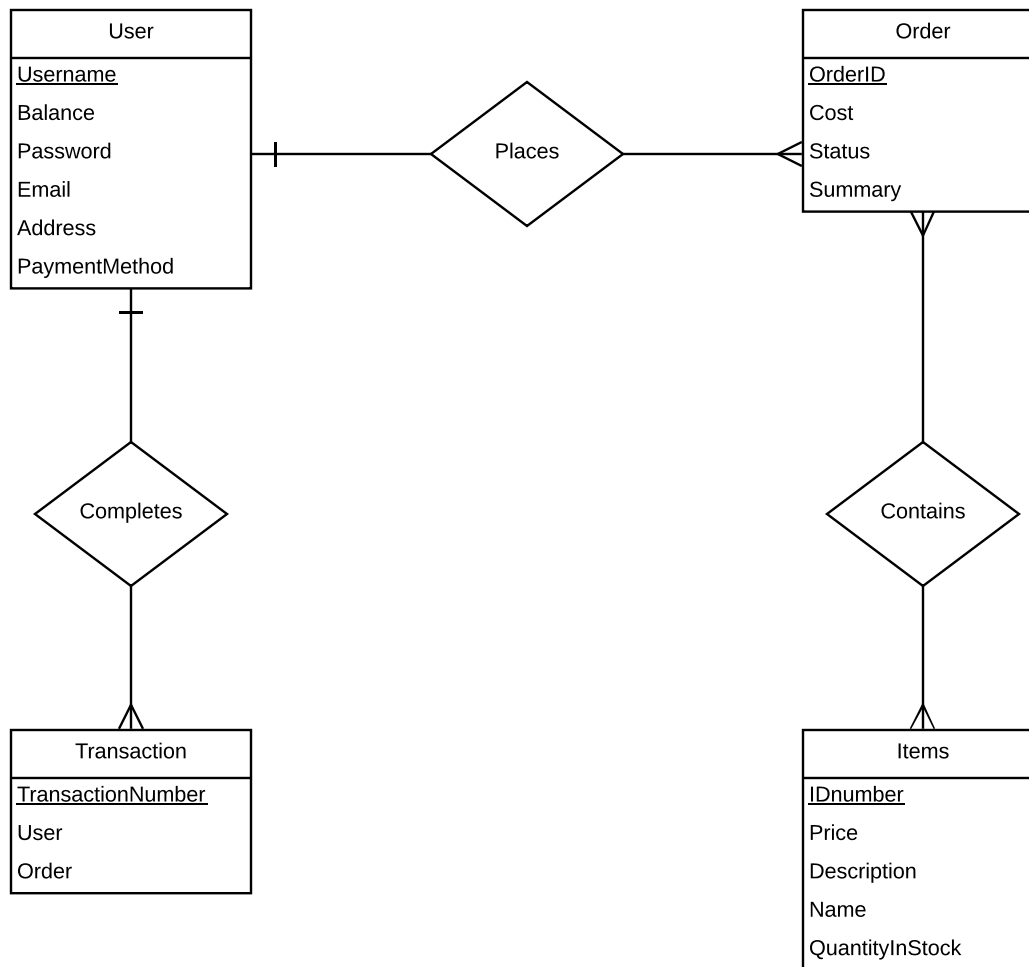 User
Username
Balance
Password
Email
Address
PaymentMethod
Places
Order
OrderID
Cost
Status
Summary
Completes
Contains
Transaction
TransactionNumber
User
Order
Items
IDnumber
Price
Description
Name
QuantityInStock